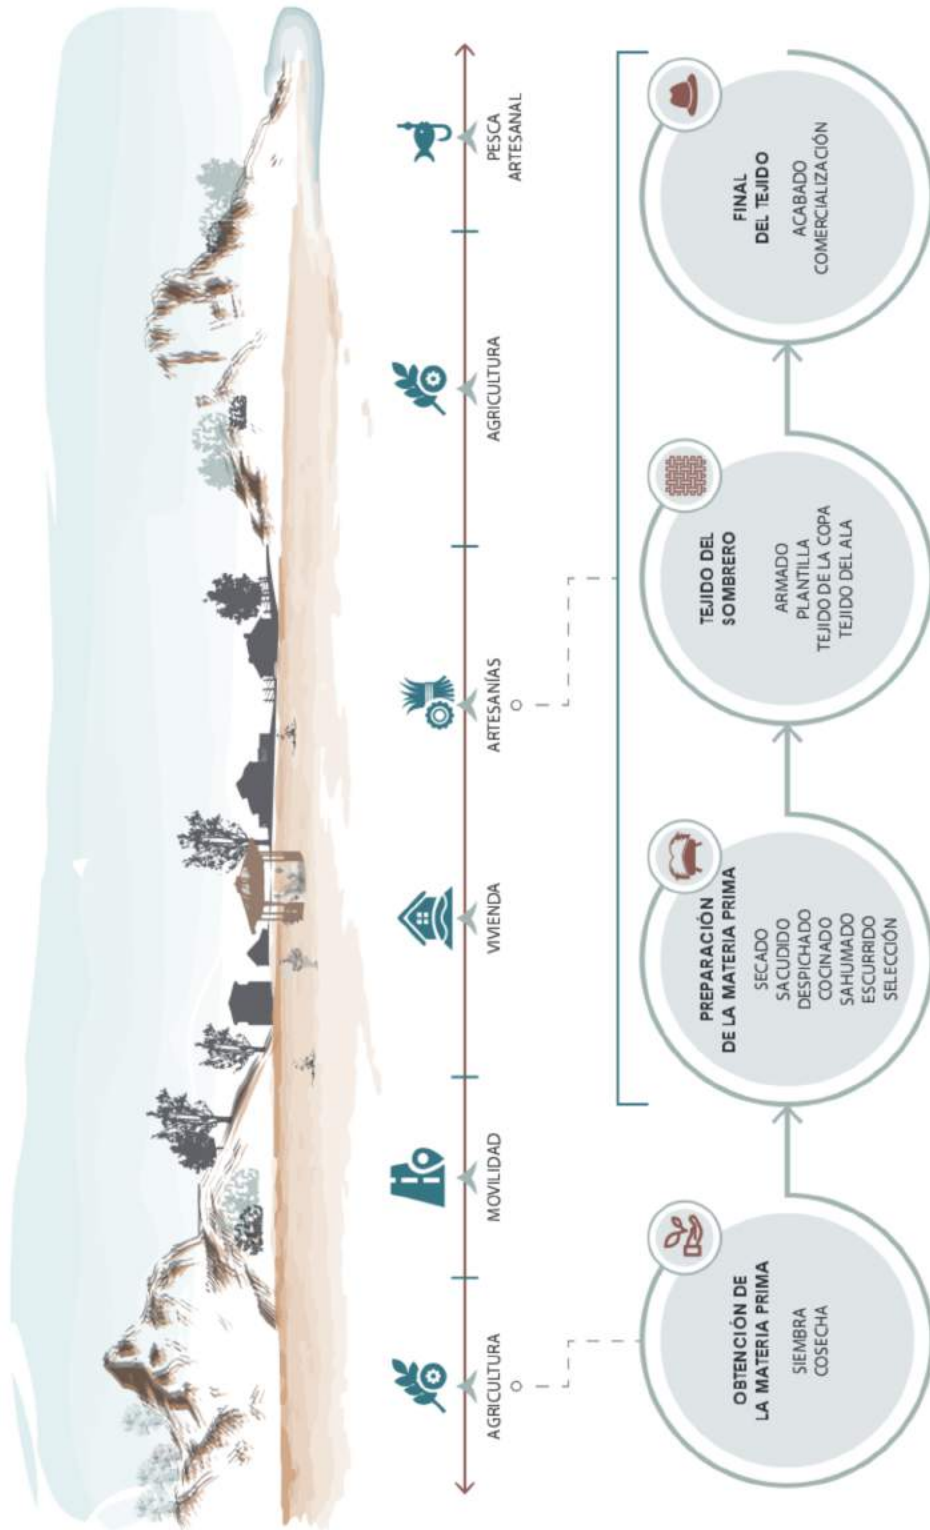 AGRICULTURA
MOVILIDAD
VIVIENDA
ARTESANÍAS
AGRICULTURA
PESCA
ARTESANAL
OBTENCIÓN DE
LA MATERIA PRIMA
SIEMBRA
COSECHA
PREPARACIÓN
DE LA MATERIA PRIMA
SECADO
SACUDIDO
DESPICHADO
COCINADO
SAHUMADO
ESCURRIDO
SELECCIÓN
TEJIDO DEL
SOMBRERO
ARMADO
PLANTILLA
TEJIDO DE LA COPA
TEJIDO DEL ALA
FINAL
DEL TEJIDO
ACABADO
COMERCIALIZACIÓN